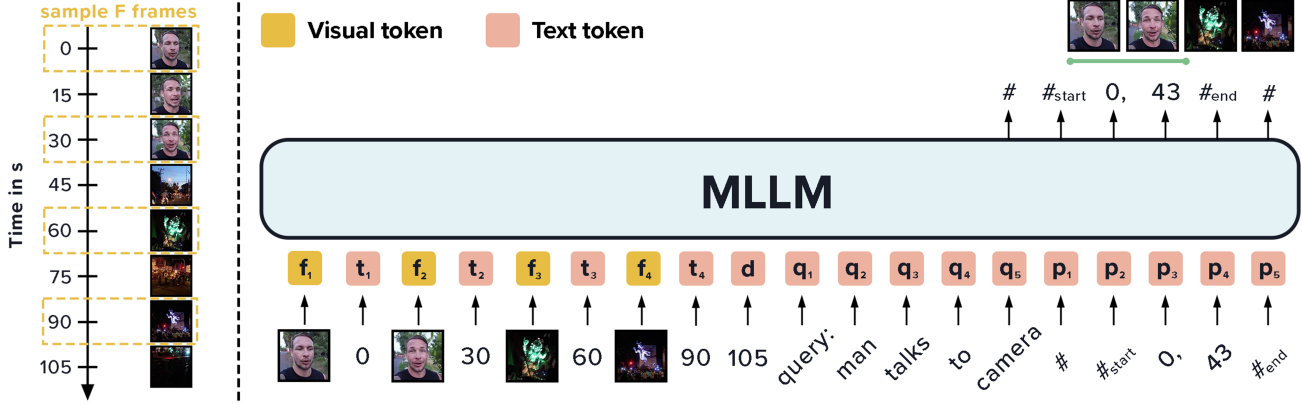 sample F frames
Time in s
0
15
30
45
60
75
90
105
Visual token
Text token
# #start 0, 43 #end #
MLLM
f1 t1 f2 t2 f3 t3 f4 t4 d q1 q2 q3 q4 q5 p1 p2 p3 p4 p5
0 30 60 90 105 query: man talks to camera # #start 0, 43 #end